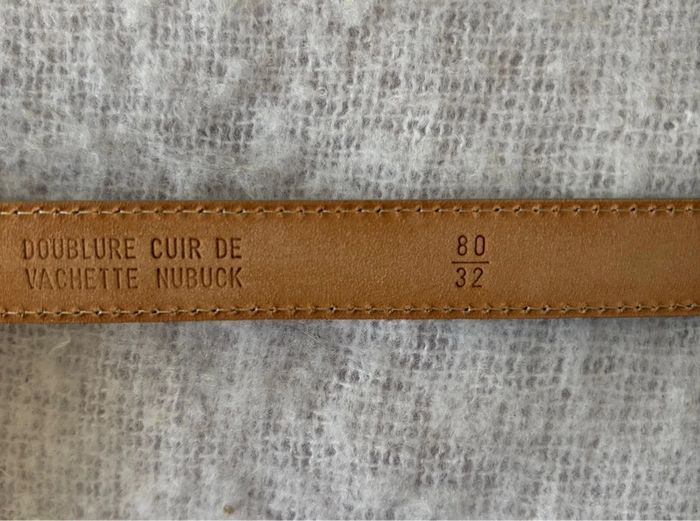 DOUBLURE CUIR DE
VACHETTE NUBUCK
80
32